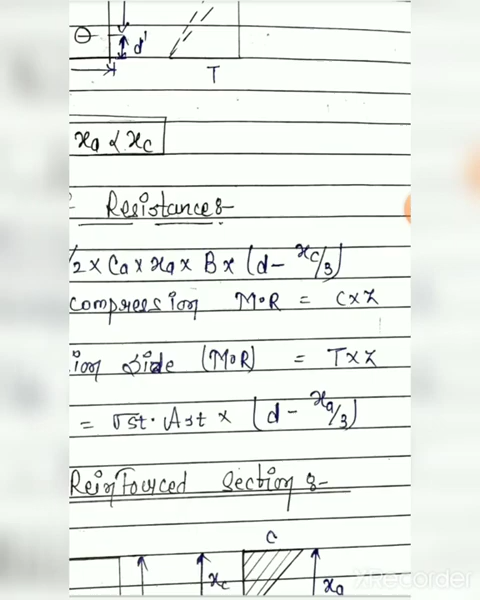 d'
T
xa < xc
Resistance:-
1/2 × Ca × xa × B × (d - xc/3)
compression M.O.R = C×Z
ion side (M.O.R) = T×Z
= σst. Ast × (d - xa/3)
Reinforced section:-
C
xc
xa
XRecorder